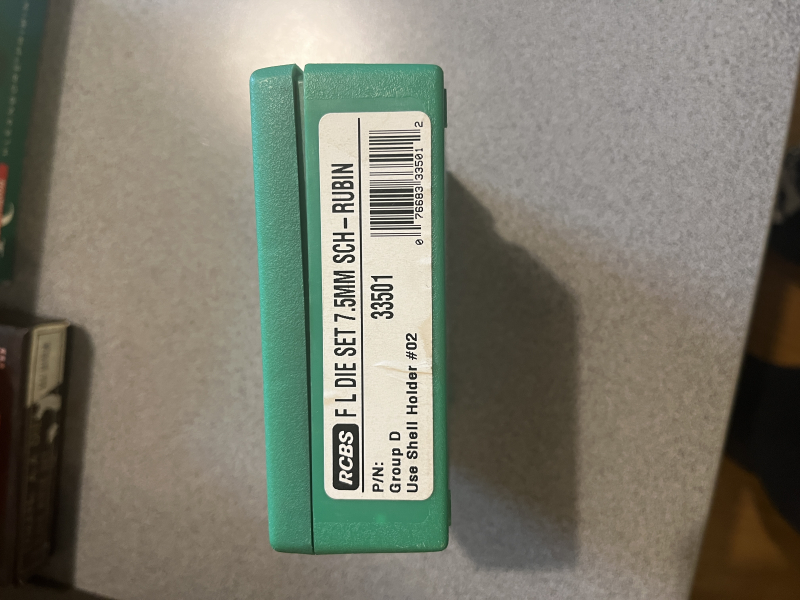 RCBS F L DIE SET 7.5MM SCH-RUBIN
P/N: 33501
Group D
Use Shell Holder #02
0 76683 33501 2